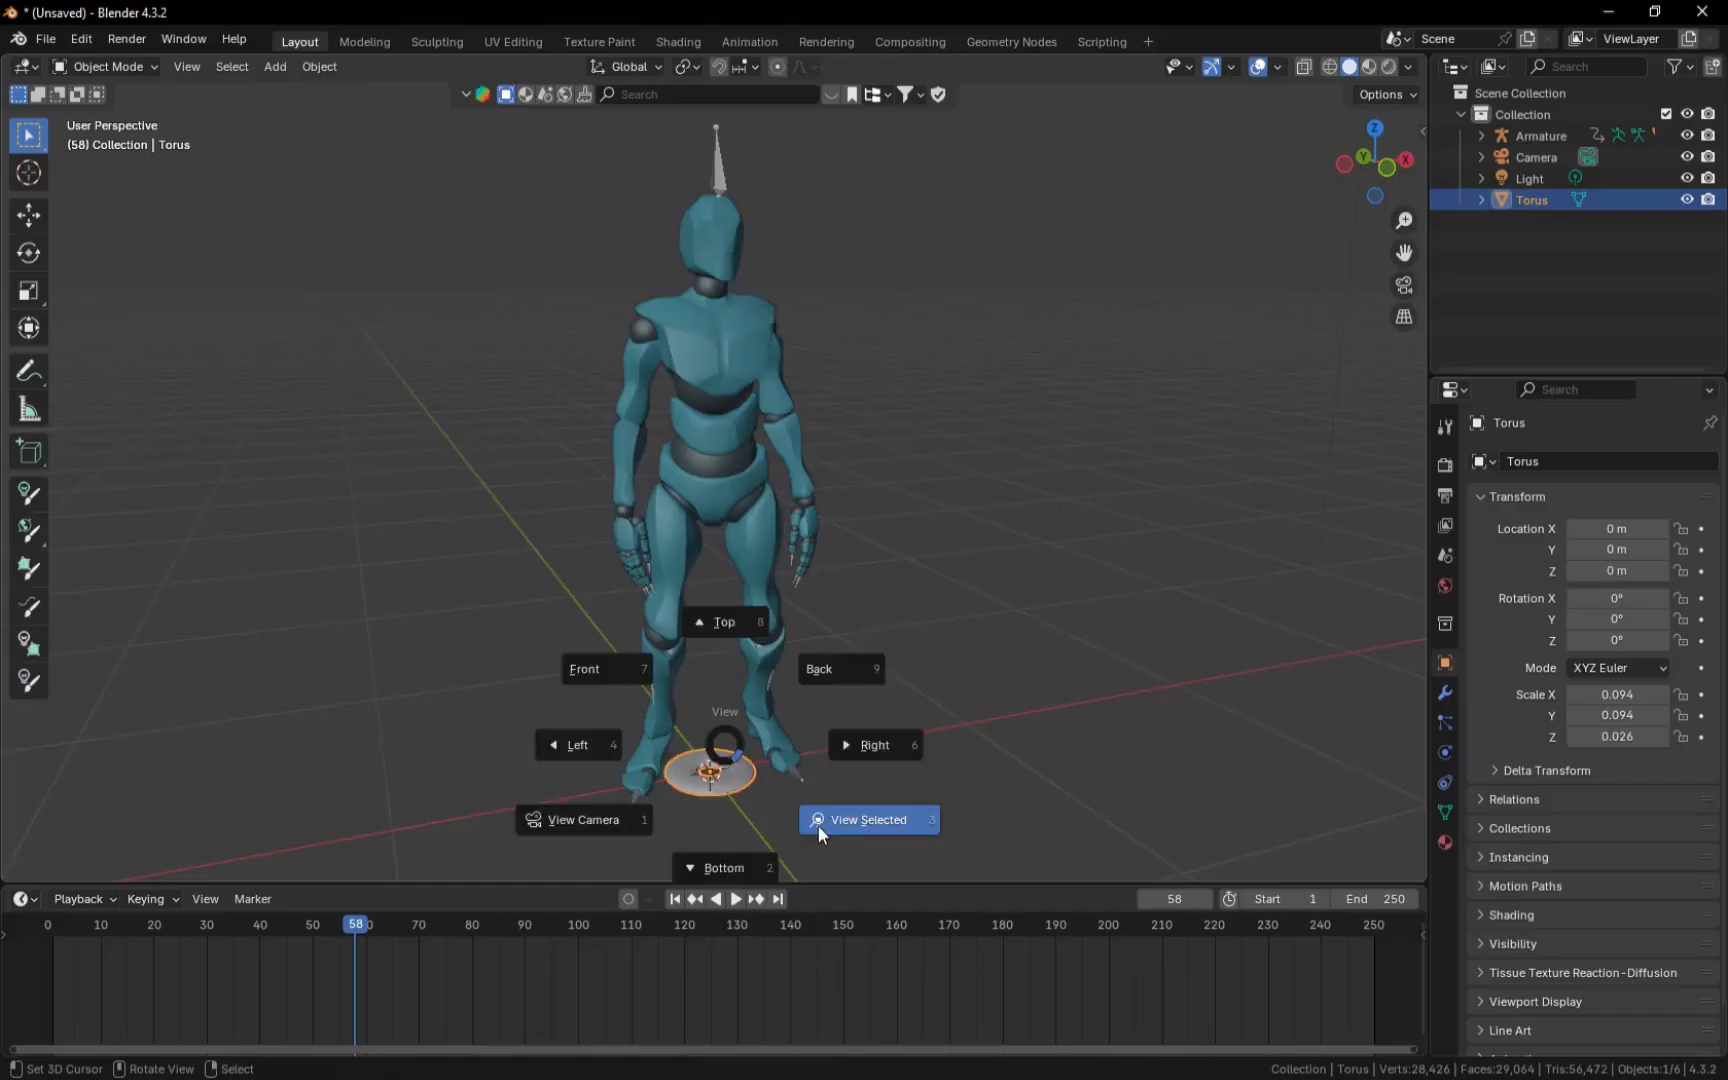 * (Unsaved) - Blender 4.3.2
File Edit Render Window Help Layout Modeling Sculpting UV Editing Texture Paint Shading Animation Rendering Compositing Geometry Nodes Scripting + Scene ViewLayer
Object Mode View Select Add Object Global Search
Search Options
Scene Collection
Collection
Armature
Camera
Light
Torus
User Perspective
(58) Collection | Torus
Z
Y
X
Top 8
Front 7
Back 9
View
Left 4
Right 6
View Camera 1
View Selected 3
Bottom 2
Search
Torus
Torus
Transform
Location X 0 m
Y 0 m
Z 0 m
Rotation X 0°
Y 0°
Z 0°
Mode XYZ Euler
Scale X 0.094
Y 0.094
Z 0.026
Delta Transform
Relations
Collections
Instancing
Motion Paths
Shading
Visibility
Tissue Texture Reaction-Diffusion
Viewport Display
Line Art
Playback Keying View Marker 58 Start 1 End 250
0 10 20 30 40 50 58 70 80 90 100 110 120 130 140 150 160 170 180 190 200 210 220 230 240 250
Set 3D Cursor Rotate View Select
Collection | Torus | Verts:28,426 | Faces:29,064 | Tris:56,472 | Objects:1/6 | 4.3.2